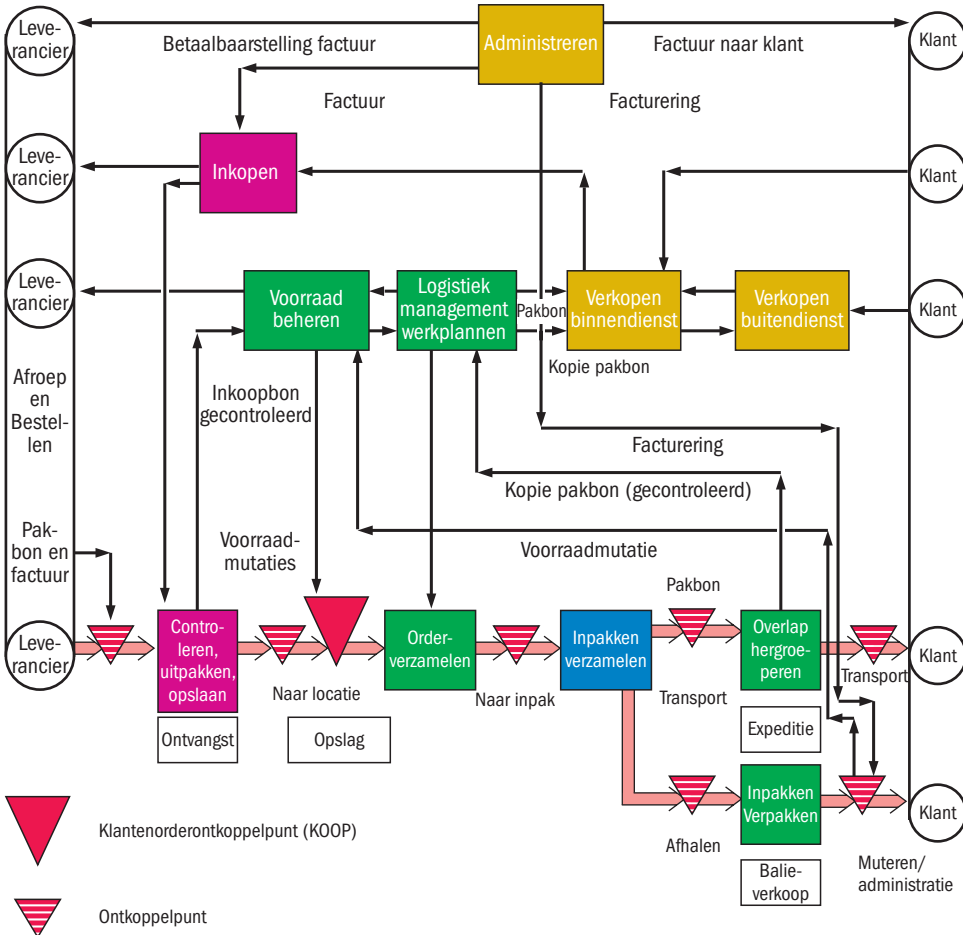 Leve-
rancier
Betaalbaarstelling factuur
Administreren
Factuur naar klant
Klant
Factuur
Facturering
Leve-
rancier
Inkopen
Klant
Leve-
rancier
Voorraad
beheren
Logistiek
management
werkplannen
Pakbon
Verkopen
binnendienst
Verkopen
buitendienst
Klant
Kopie pakbon
Afroep
en
Bestel-
len
Inkoopbon
gecontroleerd
Facturering
Kopie pakbon (gecontroleerd)
Pak-
bon en
factuur
Voorraad-
mutaties
Voorraadmutatie
Pakbon
Leve-
rancier
Contro-
leren,
uitpakken,
opslaan
Order-
verzamelen
Inpakken
verzamelen
Overlap
hergroe-
peren
Klant
Naar locatie
Naar inpak
Transport
Transport
Ontvangst
Opslag
Expeditie
Inpakken
Verpakken
Klant
Klantenorderontkoppelpunt (KOOP)
Afhalen
Muteren/
administratie
Balie-
verkoop
Ontkoppelpunt